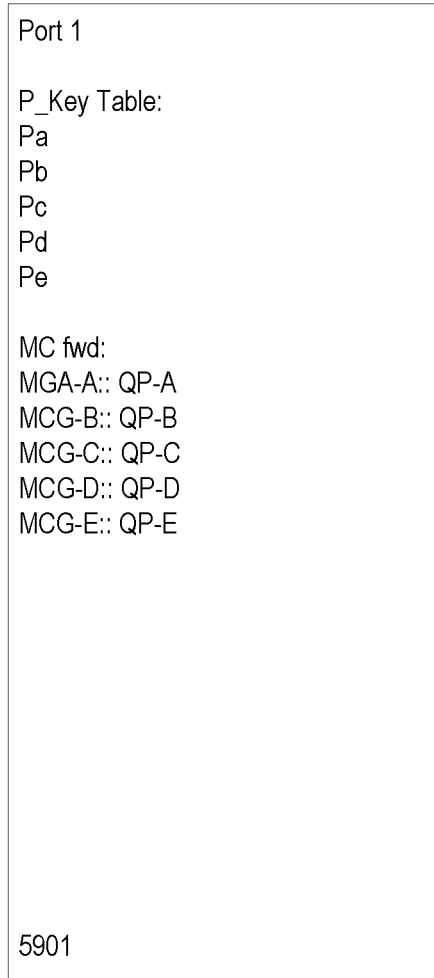 Port 1
P_Key Table:
Pa
Pb
Pc
Pd
Pe
MC fwd:
MGA-A:: QP-A
MCG-B:: QP-B
MCG-C:: QP-C
MCG-D:: QP-D
MCG-E:: QP-E
5901